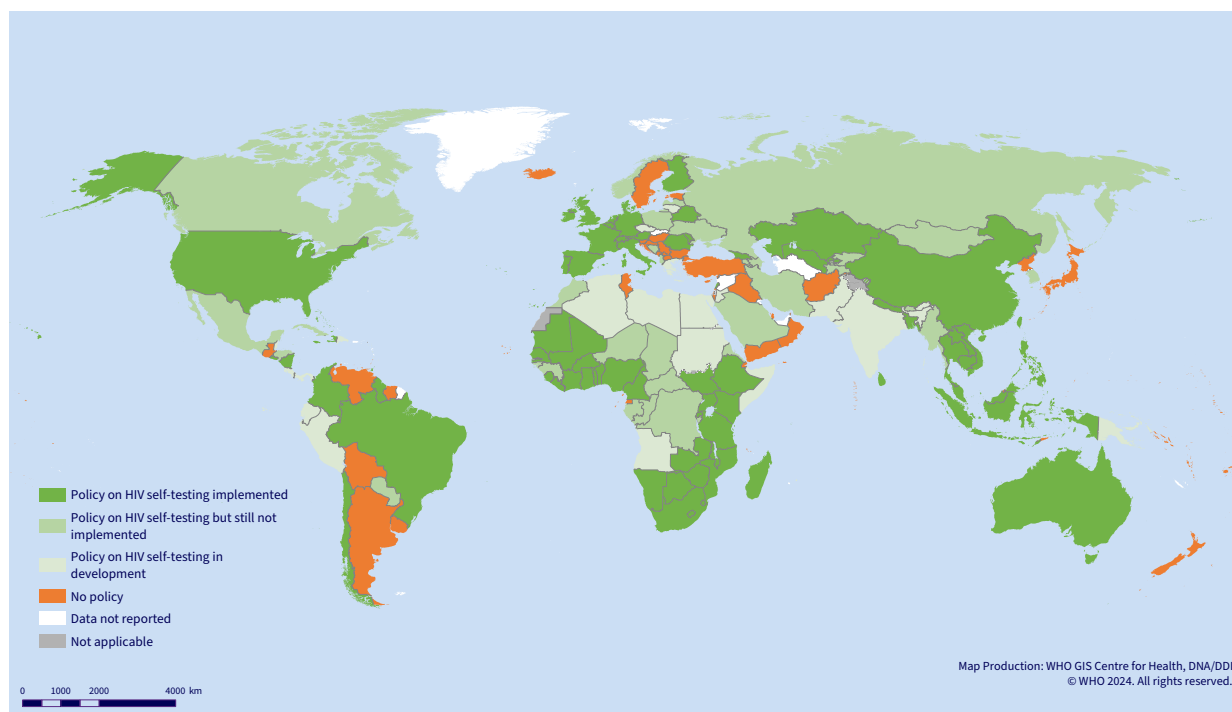 Policy on HIV self-testing implemented
Policy on HIV self-testing but still not
implemented
Policy on HIV self-testing in
development
No policy
Data not reported
Not applicable
0 1000 2000 4000 km
Map Production: WHO GIS Centre for Health, DNA/DDI
© WHO 2024. All rights reserved.